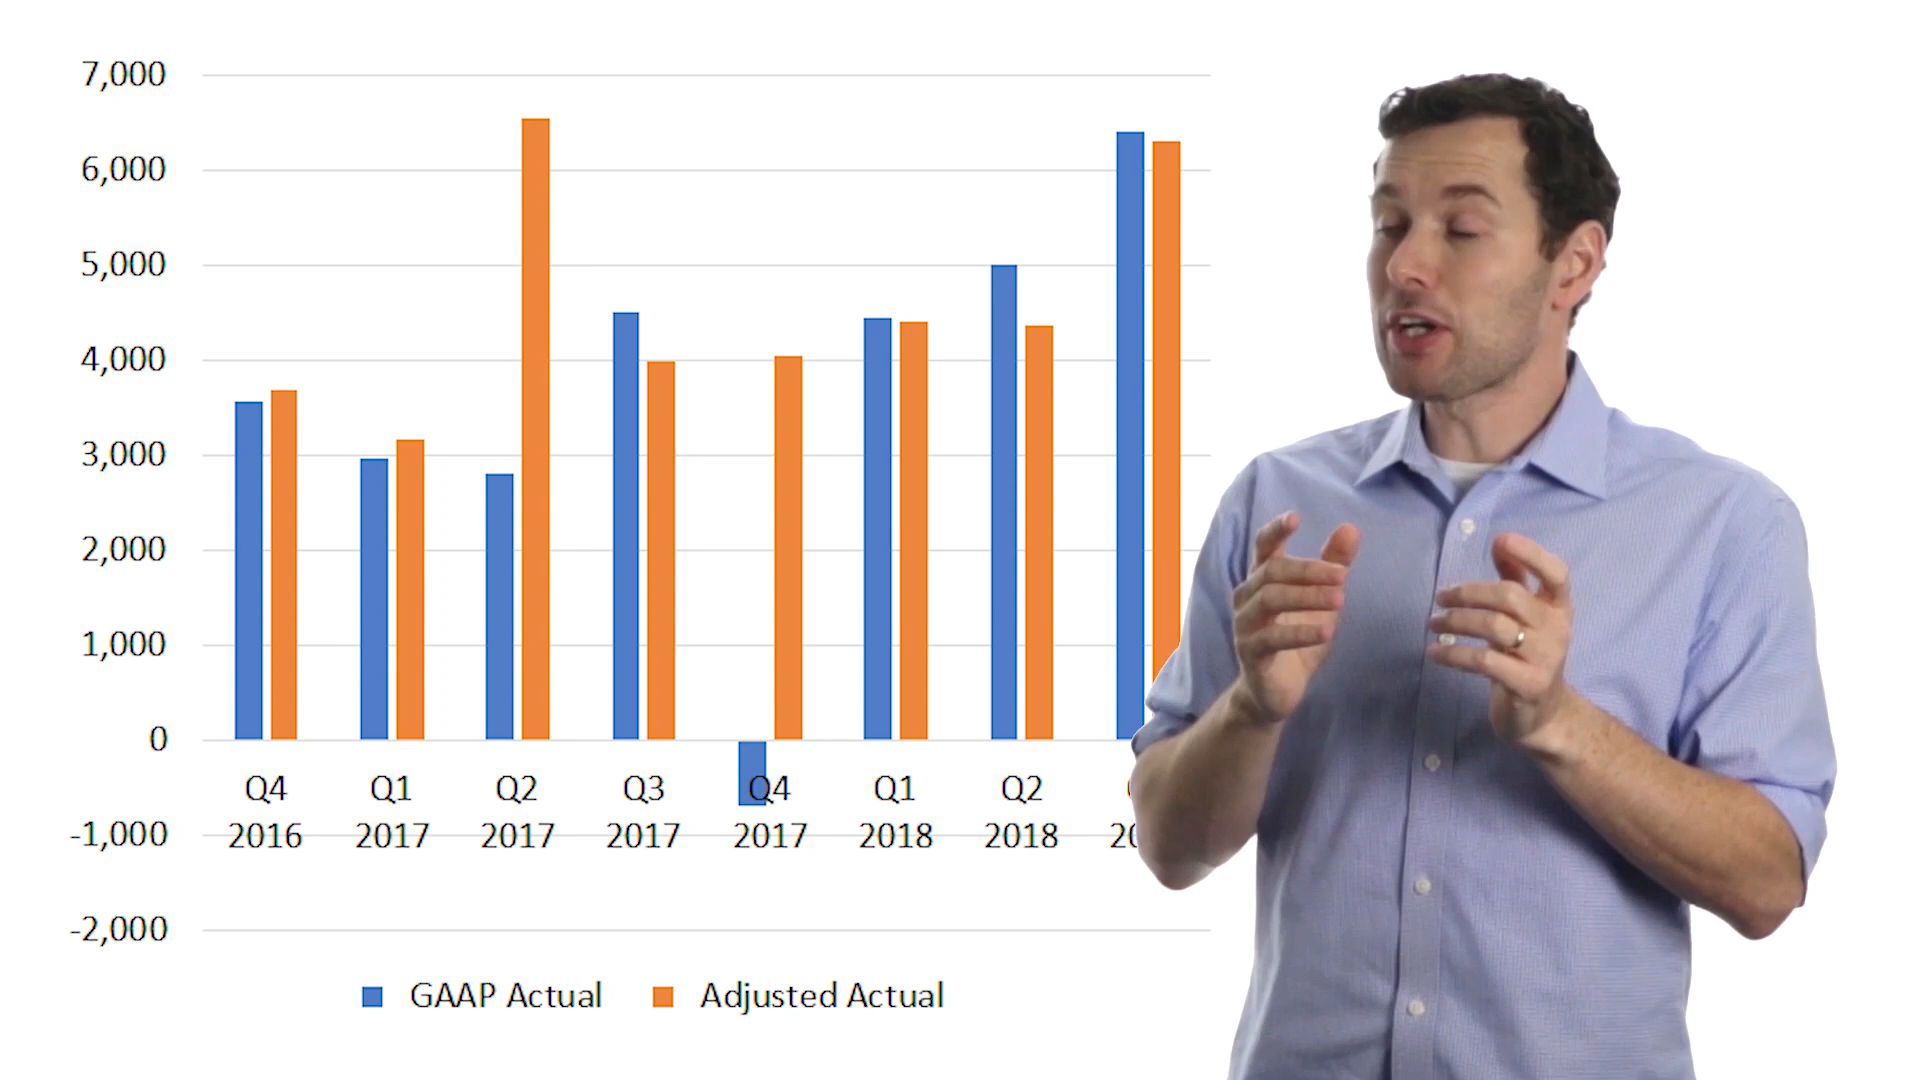 7,000
6,000
5,000
4,000
3,000
2,000
1,000
0
-1,000
-2,000
Q4 2016
Q1 2017
Q2 2017
Q3 2017
Q4 2017
Q1 2018
Q2 2018
GAAP Actual
Adjusted Actual